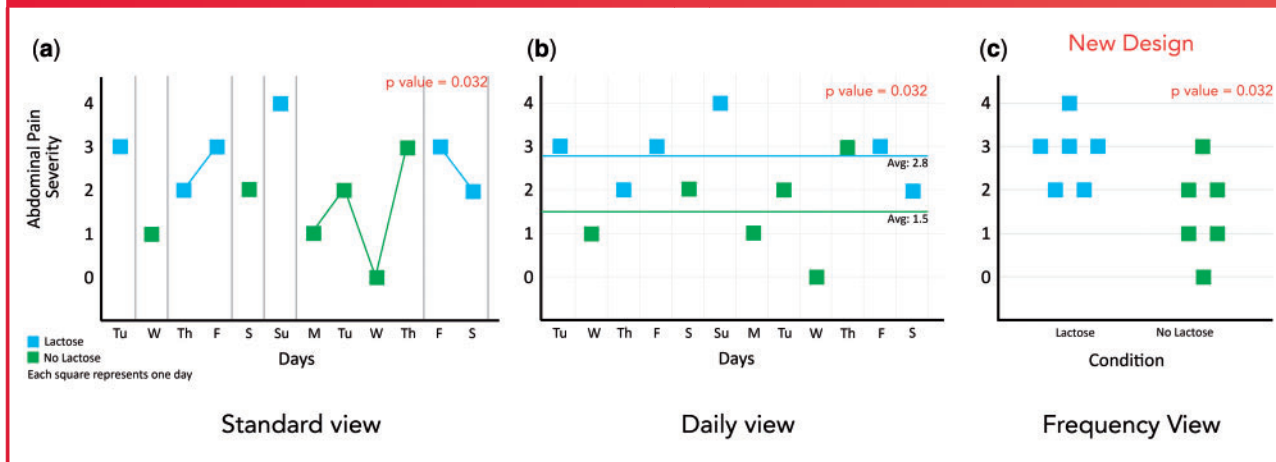 (a)
p value = 0.032
Abdominal Pain
Severity
4
3
2
1
0
Tu W Th F S Su M Tu W Th F S
Days
Lactose
No Lactose
Each square represents one day
Standard view
(b)
p value = 0.032
4
3
2
1
0
Avg: 2.8
Avg: 1.5
Tu W Th F S Su M Tu W Th F S
Days
Daily view
(c)
New Design
p value = 0.032
4
3
2
1
0
Lactose No Lactose
Condition
Frequency View